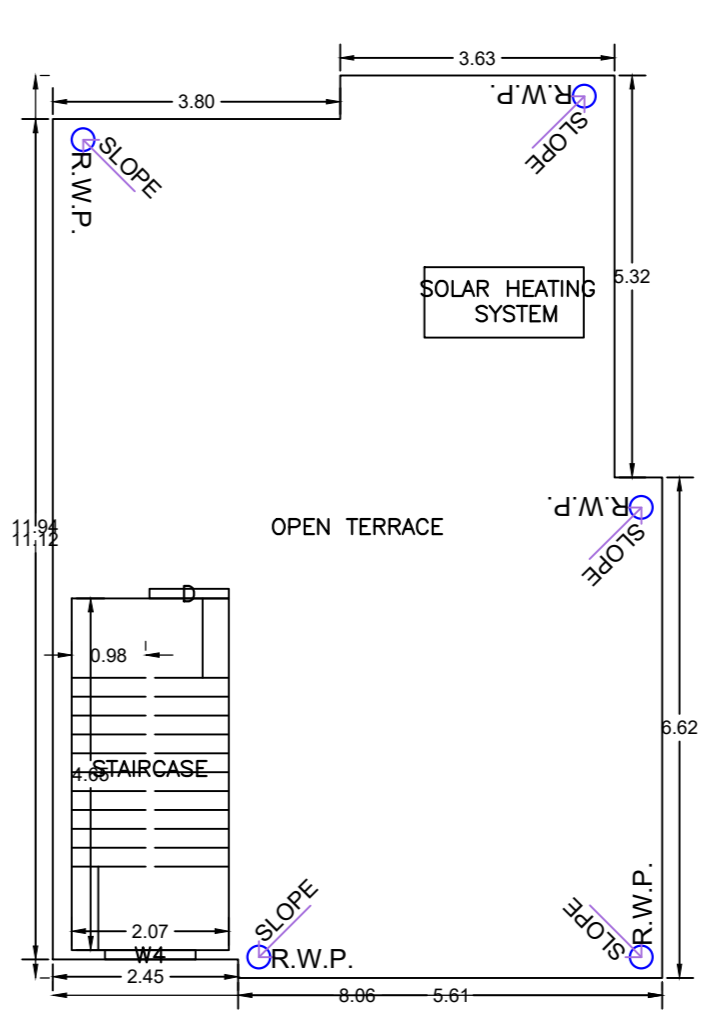 3.63
3.80
R.W.P.
SLOPE
SLOPE
R.W.P.
5.32
SOLAR HEATING
SYSTEM
R.W.P.
SLOPE
OPEN TERRACE
11.94
11.12
D
0.98
6.62
STAIRCASE
4.65
SLOPE
R.W.P.
SLOPE
R.W.P.
2.07
W4
2.45
8.06
5.61